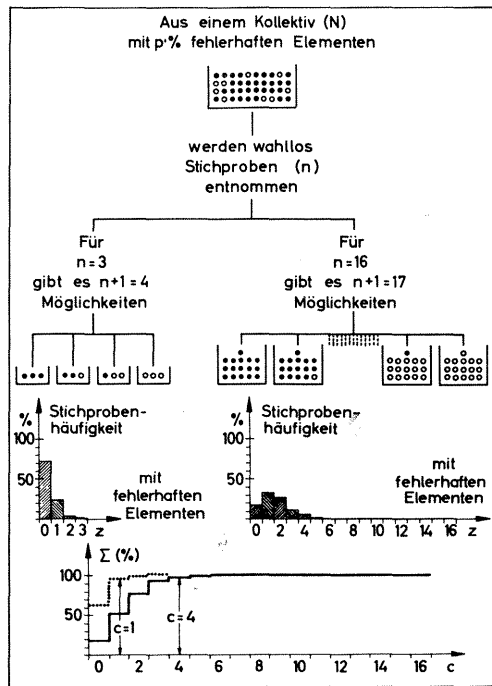 Aus einem Kollektiv (N)
mit p'% fehlerhaften Elementen
werden wahllos
Stichproben (n)
entnommen
Für
n=3
gibt es n+1=4
Möglichkeiten
Für
n=16
gibt es n+1=17
Möglichkeiten
%
Stichproben-
häufigkeit
100
50
mit
fehlerhaften
Elementen
0 1 2 3 z
%
Stichproben-
häufigkeit
100
50
mit
fehlerhaften
Elementen
0 2 4 6 8 10 12 14 16 z
Σ (%)
100
50
c=1
c=4
0 2 4 6 8 10 12 14 16 c